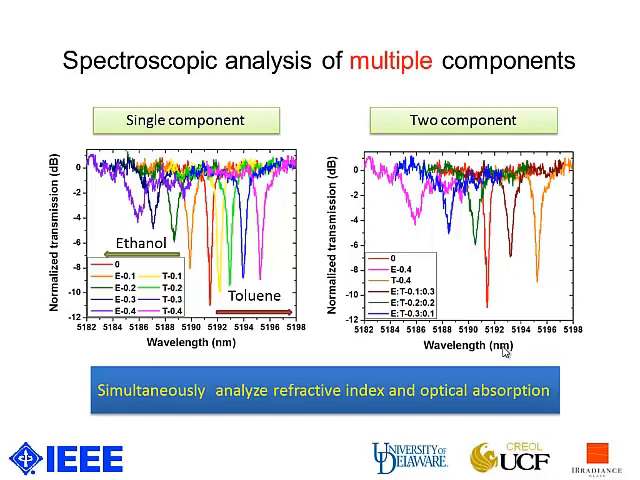 Spectroscopic analysis of multiple components
Single component
Two component
Normalized transmission (dB)
0
-2
-4
-6
-8
-10
-12
Ethanol
Toluene
0
E-0.1 T-0.1
E-0.2 T-0.2
E-0.3 T-0.3
E-0.4 T-0.4
5182 5184 5186 5188 5190 5192 5194 5196 5198
Wavelength (nm)
Normalized transmission (dB)
0
-2
-4
-6
-8
-10
-12
0
E-0.4
T-0.4
E:T-0.1:0.3
E:T-0.2:0.2
E:T-0.3:0.1
5182 5184 5186 5188 5190 5192 5194 5196 5198
Wavelength (nm)
Simultaneously analyze refractive index and optical absorption
IEEE
UNIVERSITY OF
DELAWARE.
CREOL
UCF
IRRADIANCE
GLASS